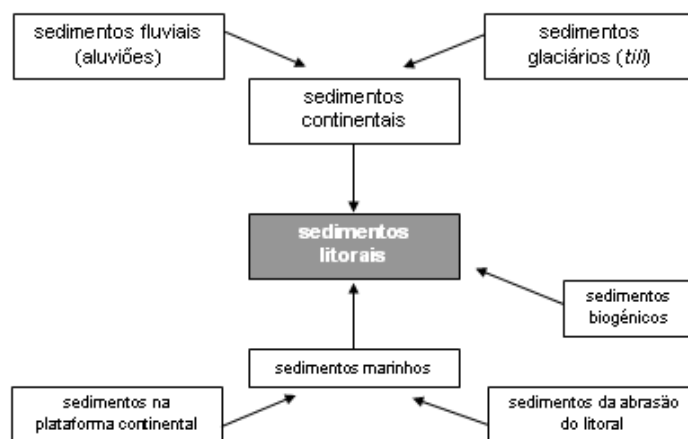 sedimentos fluviais
(aluviões)
sedimentos
glaciários (till)
sedimentos
continentais
sedimentos
litorais
sedimentos
biogénicos
sedimentos marinhos
sedimentos na
plataforma continental
sedimentos da abrasão
do litoral